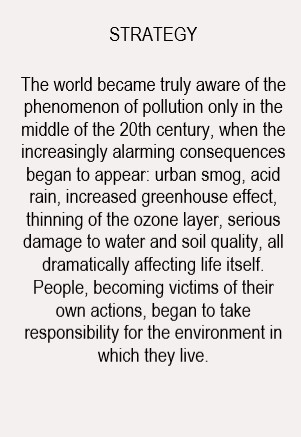 STRATEGY
The world became truly aware of the
phenomenon of pollution only in the
middle of the 20th century, when the
increasingly alarming consequences
began to appear: urban smog, acid
rain, increased greenhouse effect,
thinning of the ozone layer, serious
damage to water and soil quality, all
dramatically affecting life itself.
People, becoming victims of their
own actions, began to take
responsibility for the environment in
which they live.